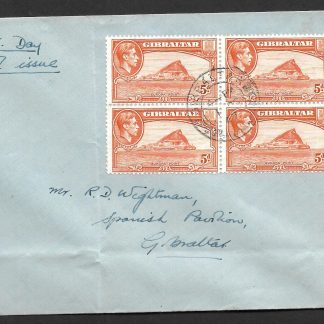 Day
issue
GIBRALTAR
GIBRALTAR
5d
5d
GIBRALTAR
GIBRALTAR
5d
5d
Mr. R.D. Wightman,
Spanish Pavilion,
Gibraltar